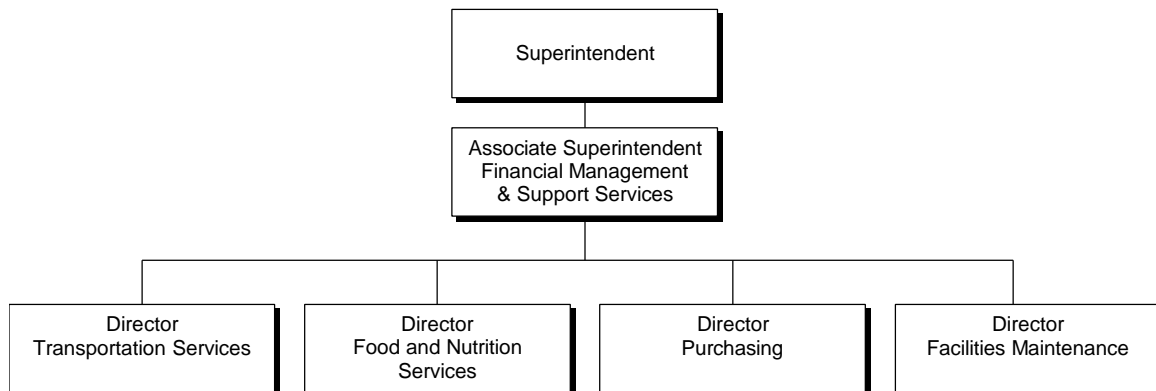 Superintendent
Associate Superintendent
Financial Management
& Support Services
Director
Transportation Services
Director
Food and Nutrition
Services
Director
Purchasing
Director
Facilities Maintenance